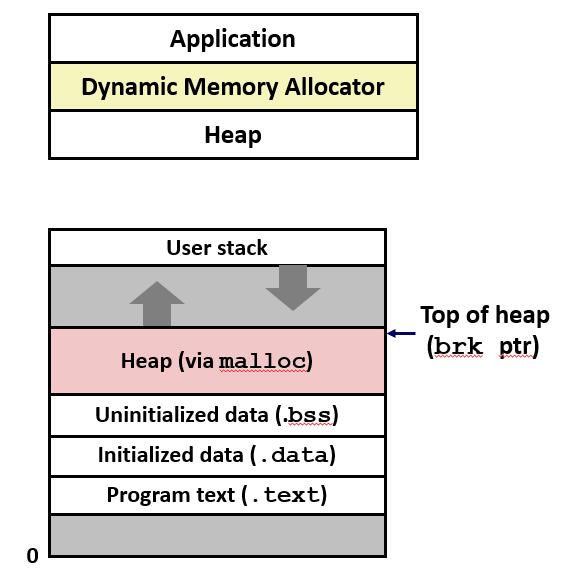 Application
Dynamic Memory Allocator
Heap
User stack
Top of heap
(brk ptr)
Heap (via malloc)
Uninitialized data (.bss)
Initialized data (.data)
Program text (.text)
0